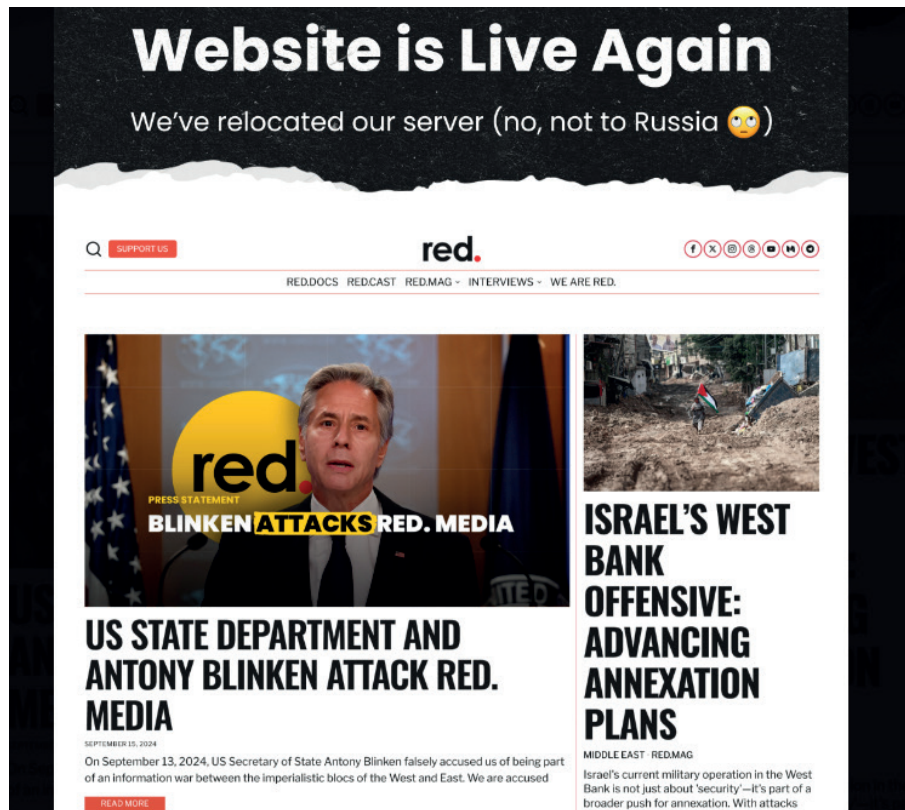 Website is Live Again
We've relocated our server (no, not to Russia 🙄)
SUPPORT US
red.
RED.DOCS RED.CAST RED.MAG INTERVIEWS WE ARE RED.
red.
PRESS STATEMENT
BLINKEN ATTACKS RED. MEDIA
US STATE DEPARTMENT AND
ANTONY BLINKEN ATTACK RED.
MEDIA
SEPTEMBER 15, 2024
On September 13, 2024, US Secretary of State Antony Blinken falsely accused us of being part
of an information war between the imperialistic blocs of the West and East. We are accused
READ MORE
ISRAEL'S WEST
BANK
OFFENSIVE:
ADVANCING
ANNEXATION
PLANS
MIDDLE EAST · RED.MAG
Israel's current military operation in the West
Bank is not just about 'security'—it's part of a
broader push for annexation. With attacks